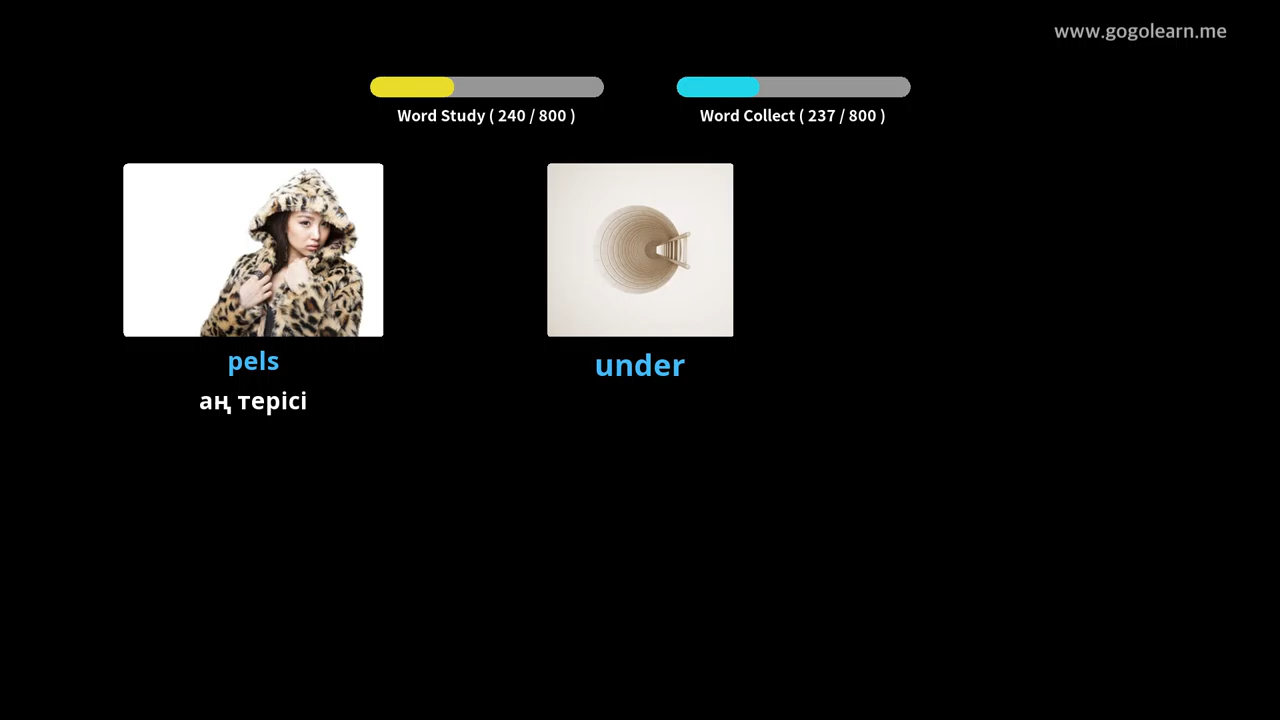 www.gogolearn.me
Word Study ( 240 / 800 )
Word Collect ( 237 / 800 )
pels
under
аң терісі